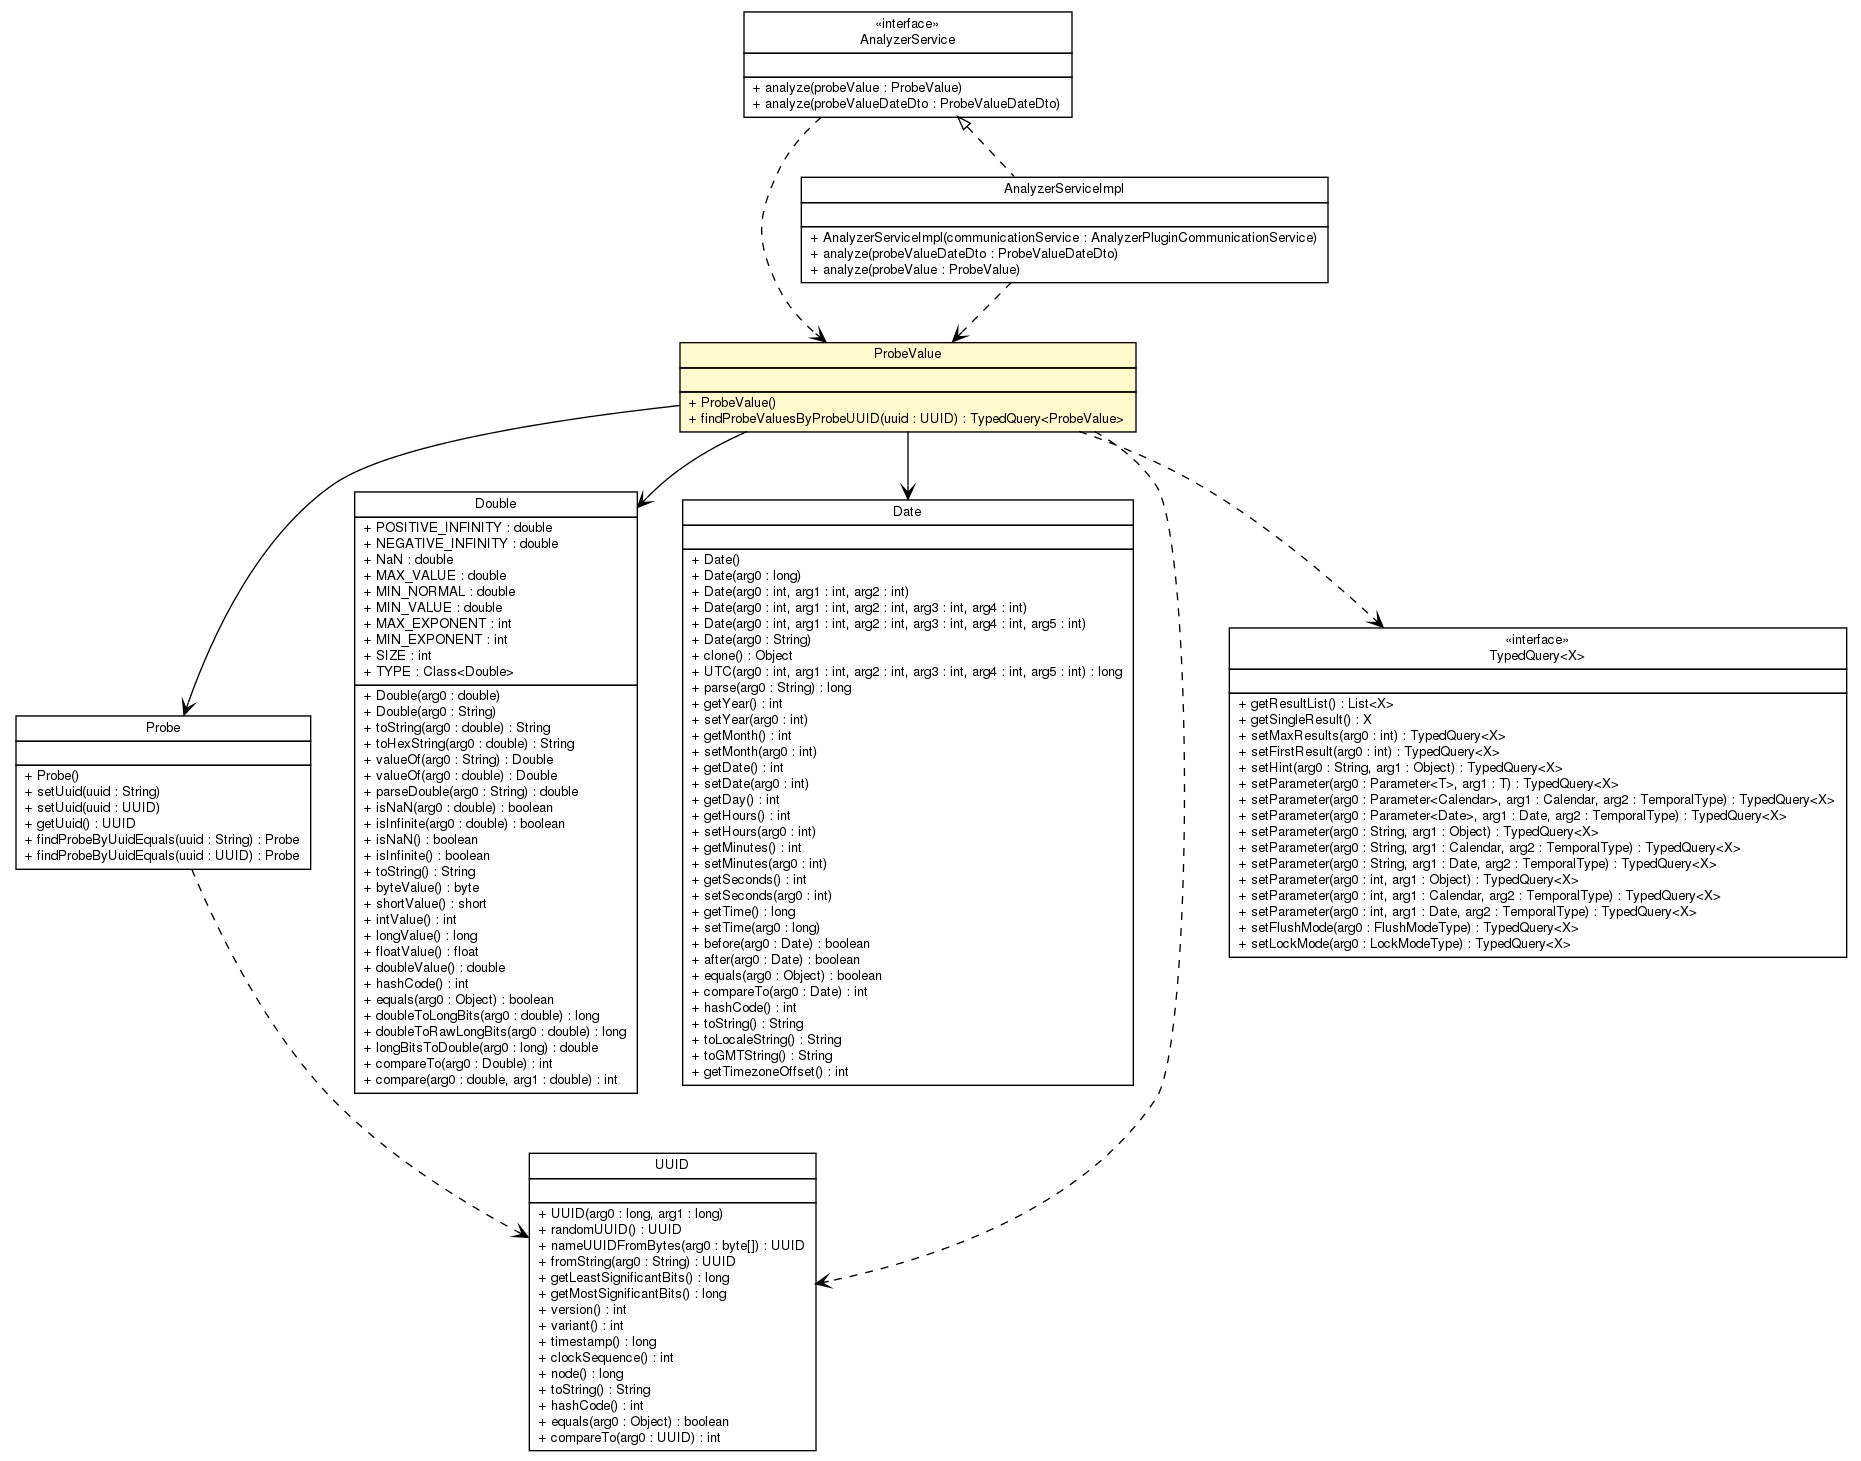 «interface»
AnalyzerService
+ analyze(probeValue : ProbeValue)
+ analyze(probeValueDateDto : ProbeValueDateDto)
AnalyzerServiceImpl
+ AnalyzerServiceImpl(communicationService : AnalyzerPluginCommunicationService)
+ analyze(probeValueDateDto : ProbeValueDateDto)
+ analyze(probeValue : ProbeValue)
ProbeValue
+ ProbeValue()
+ findProbeValuesByProbeUUID(uuid : UUID) : TypedQuery<ProbeValue>
Probe
+ Probe()
+ setUuid(uuid : String)
+ setUuid(uuid : UUID)
+ getUuid() : UUID
+ findProbeByUuidEquals(uuid : String) : Probe
+ findProbeByUuidEquals(uuid : UUID) : Probe
Double
+ POSITIVE_INFINITY : double
+ NEGATIVE_INFINITY : double
+ NaN : double
+ MAX_VALUE : double
+ MIN_NORMAL : double
+ MIN_VALUE : double
+ MAX_EXPONENT : int
+ MIN_EXPONENT : int
+ SIZE : int
+ TYPE : Class<Double>
+ Double(arg0 : double)
+ Double(arg0 : String)
+ toString(arg0 : double) : String
+ toHexString(arg0 : double) : String
+ valueOf(arg0 : String) : Double
+ valueOf(arg0 : double) : Double
+ parseDouble(arg0 : String) : double
+ isNaN(arg0 : double) : boolean
+ isInfinite(arg0 : double) : boolean
+ isNaN() : boolean
+ isInfinite() : boolean
+ toString() : String
+ byteValue() : byte
+ shortValue() : short
+ intValue() : int
+ longValue() : long
+ floatValue() : float
+ doubleValue() : double
+ hashCode() : int
+ equals(arg0 : Object) : boolean
+ doubleToLongBits(arg0 : double) : long
+ doubleToRawLongBits(arg0 : double) : long
+ longBitsToDouble(arg0 : long) : double
+ compareTo(arg0 : Double) : int
+ compare(arg0 : double, arg1 : double) : int
Date
+ Date()
+ Date(arg0 : long)
+ Date(arg0 : int, arg1 : int, arg2 : int)
+ Date(arg0 : int, arg1 : int, arg2 : int, arg3 : int, arg4 : int)
+ Date(arg0 : int, arg1 : int, arg2 : int, arg3 : int, arg4 : int, arg5 : int)
+ Date(arg0 : String)
+ clone() : Object
+ UTC(arg0 : int, arg1 : int, arg2 : int, arg3 : int, arg4 : int, arg5 : int) : long
+ parse(arg0 : String) : long
+ getYear() : int
+ setYear(arg0 : int)
+ getMonth() : int
+ setMonth(arg0 : int)
+ getDate() : int
+ setDate(arg0 : int)
+ getDay() : int
+ getHours() : int
+ setHours(arg0 : int)
+ getMinutes() : int
+ setMinutes(arg0 : int)
+ getSeconds() : int
+ setSeconds(arg0 : int)
+ getTime() : long
+ setTime(arg0 : long)
+ before(arg0 : Date) : boolean
+ after(arg0 : Date) : boolean
+ equals(arg0 : Object) : boolean
+ compareTo(arg0 : Date) : int
+ hashCode() : int
+ toString() : String
+ toLocaleString() : String
+ toGMTString() : String
+ getTimezoneOffset() : int
«interface»
TypedQuery<X>
+ getResultList() : List<X>
+ getSingleResult() : X
+ setMaxResults(arg0 : int) : TypedQuery<X>
+ setFirstResult(arg0 : int) : TypedQuery<X>
+ setHint(arg0 : String, arg1 : Object) : TypedQuery<X>
+ setParameter(arg0 : Parameter<T>, arg1 : T) : TypedQuery<X>
+ setParameter(arg0 : Parameter<Calendar>, arg1 : Calendar, arg2 : TemporalType) : TypedQuery<X>
+ setParameter(arg0 : Parameter<Date>, arg1 : Date, arg2 : TemporalType) : TypedQuery<X>
+ setParameter(arg0 : String, arg1 : Object) : TypedQuery<X>
+ setParameter(arg0 : String, arg1 : Calendar, arg2 : TemporalType) : TypedQuery<X>
+ setParameter(arg0 : String, arg1 : Date, arg2 : TemporalType) : TypedQuery<X>
+ setParameter(arg0 : int, arg1 : Object) : TypedQuery<X>
+ setParameter(arg0 : int, arg1 : Calendar, arg2 : TemporalType) : TypedQuery<X>
+ setParameter(arg0 : int, arg1 : Date, arg2 : TemporalType) : TypedQuery<X>
+ setFlushMode(arg0 : FlushModeType) : TypedQuery<X>
+ setLockMode(arg0 : LockModeType) : TypedQuery<X>
UUID
+ UUID(arg0 : long, arg1 : long)
+ randomUUID() : UUID
+ nameUUIDFromBytes(arg0 : byte[]) : UUID
+ fromString(arg0 : String) : UUID
+ getLeastSignificantBits() : long
+ getMostSignificantBits() : long
+ version() : int
+ variant() : int
+ timestamp() : long
+ clockSequence() : int
+ node() : long
+ toString() : String
+ hashCode() : int
+ equals(arg0 : Object) : boolean
+ compareTo(arg0 : UUID) : int